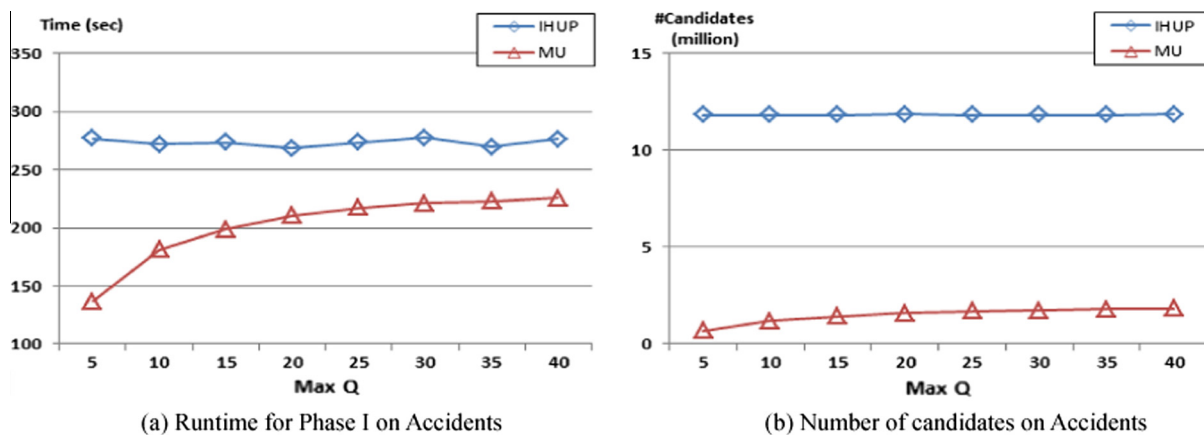 Time (sec)
IHUP
MU
350
300
250
200
150
100
5 10 15 20 25 30 35 40
Max Q
(a) Runtime for Phase I on Accidents
#Candidates
(million)
IHUP
MU
15
10
5
0
5 10 15 20 25 30 35 40
Max Q
(b) Number of candidates on Accidents